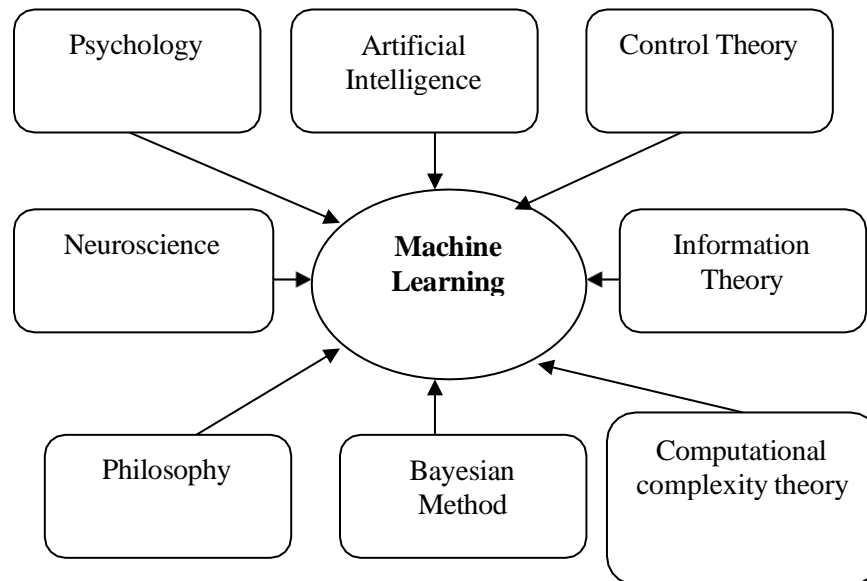 Psychology
Artificial
Intelligence
Control Theory
Neuroscience
Machine
Learning
Information
Theory
Philosophy
Bayesian
Method
Computational
complexity theory